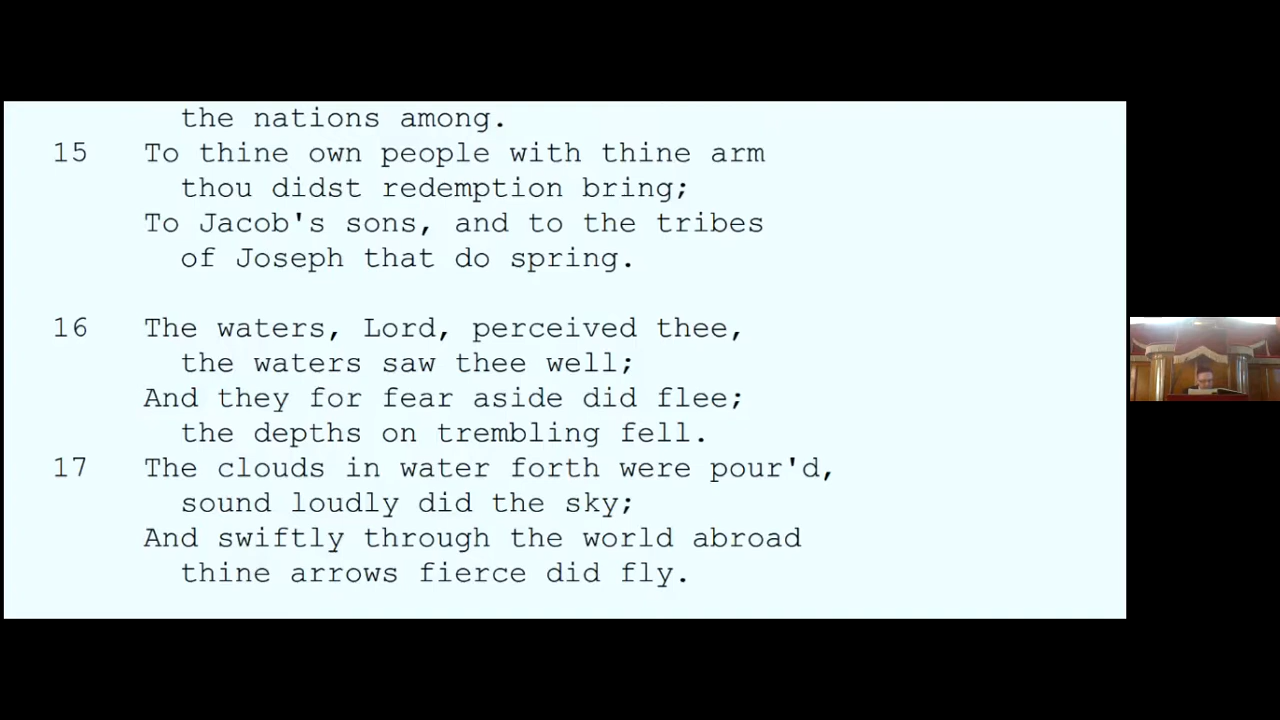 the nations among.
15 To thine own people with thine arm
thou didst redemption bring;
To Jacob's sons, and to the tribes
of Joseph that do spring.
16 The waters, Lord, perceived thee,
the waters saw thee well;
And they for fear aside did flee;
the depths on trembling fell.
17 The clouds in water forth were pour'd,
sound loudly did the sky;
And swiftly through the world abroad
thine arrows fierce did fly.